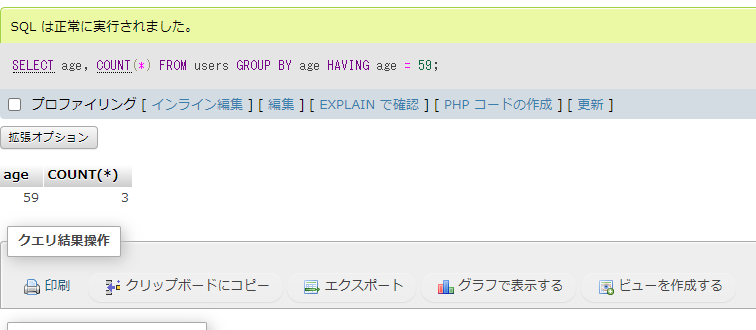 SQL は正常に実行されました。
SELECT age, COUNT(*) FROM users GROUP BY age HAVING age = 59;
プロファイリング [ インライン編集 ] [ 編集 ] [ EXPLAIN で確認 ] [ PHP コードの作成 ] [ 更新 ]
拡張オプション
age COUNT(*)
59 3
クエリ結果操作
印刷 クリップボードにコピー エクスポート グラフで表示する ビューを作成する